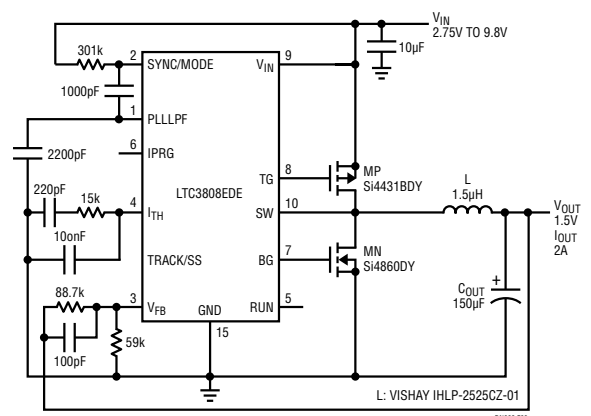 VIN
2.75V TO 9.8V
301k
2
SYNC/MODE
VIN
9
10µF
1000pF
1
PLLLPF
6
IPRG
2200pF
8
TG
MP
Si4431BDY
LTC3808EDE
220pF
15k
4
ITH
SW
10
L
1.5µH
VOUT
1.5V
IOUT
2A
10onF
TRACK/SS
BG
7
MN
Si4860DY
88.7k
3
VFB
GND
RUN
5
COUT
150µF
+
100pF
59k
15
L: VISHAY IHLP-2525CZ-01